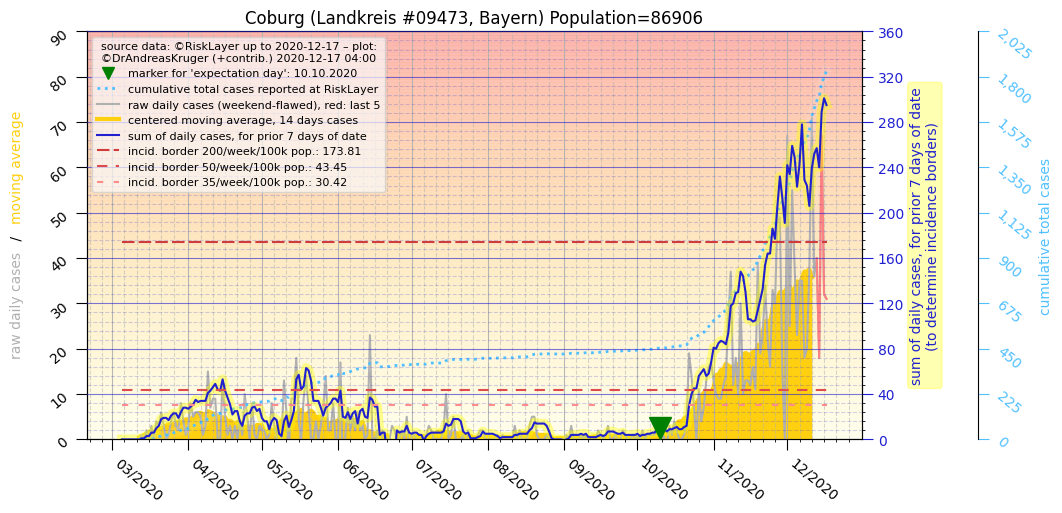 Coburg (Landkreis #09473, Bayern) Population=86906
source data: ©RiskLayer up to 2020-12-17 – plot:
©DrAndreasKruger (+contrib.) 2020-12-17 04:00
marker for 'expectation day': 10.10.2020
cumulative total cases reported at RiskLayer
raw daily cases (weekend-flawed), red: last 5
centered moving average, 14 days cases
sum of daily cases, for prior 7 days of date
incid. border 200/week/100k pop.: 173.81
incid. border 50/week/100k pop.: 43.45
incid. border 35/week/100k pop.: 30.42
raw daily cases / moving average
90
80
70
60
50
40
30
20
10
0
360
320
280
240
200
160
120
80
40
0
sum of daily cases, for prior 7 days of date
(to determine incidence borders)
2,025
1,800
1,575
1,350
1,125
900
675
450
225
0
cumulative total cases
03/2020
04/2020
05/2020
06/2020
07/2020
08/2020
09/2020
10/2020
11/2020
12/2020